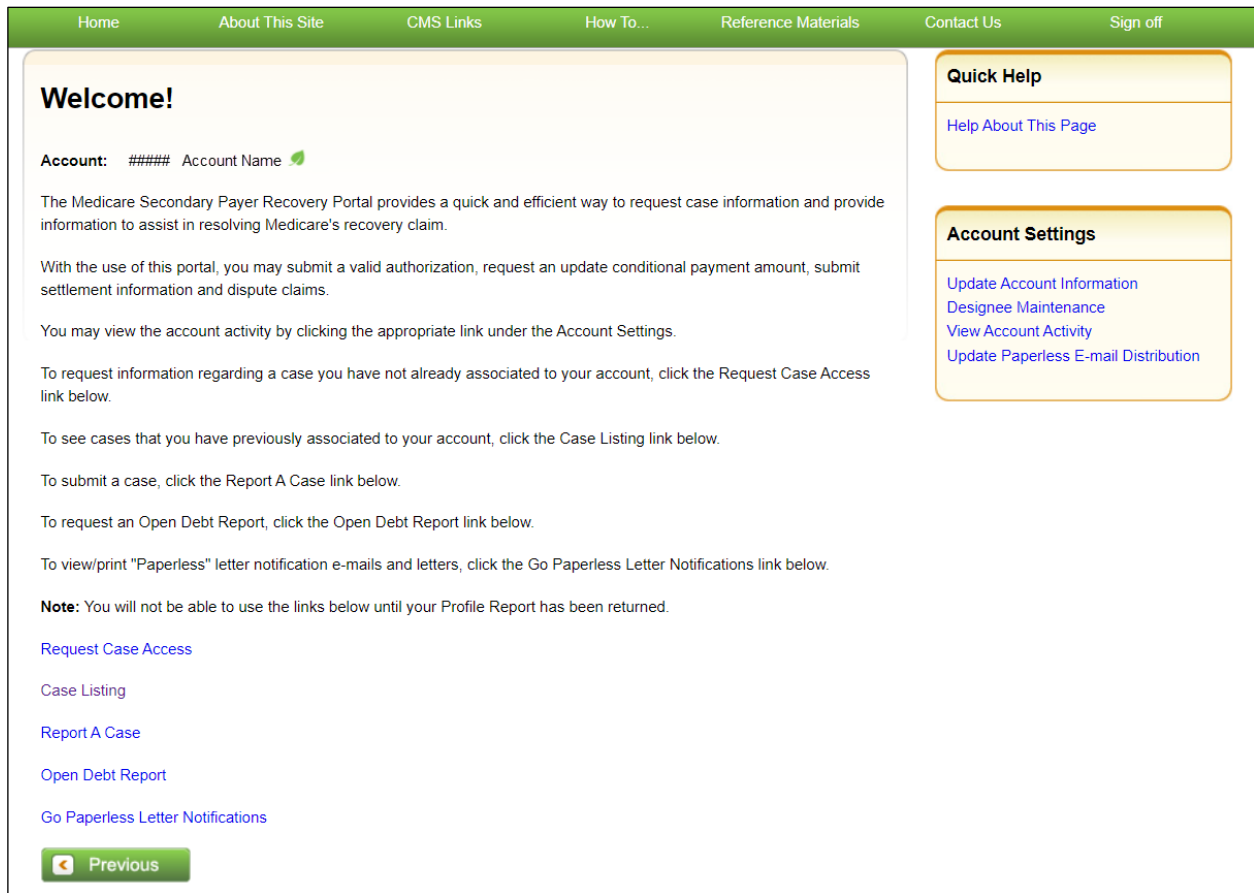 Home About This Site CMS Links How To... Reference Materials Contact Us Sign off
Welcome!
Account: ##### Account Name
The Medicare Secondary Payer Recovery Portal provides a quick and efficient way to request case information and provide
information to assist in resolving Medicare's recovery claim.
With the use of this portal, you may submit a valid authorization, request an update conditional payment amount, submit
settlement information and dispute claims.
You may view the account activity by clicking the appropriate link under the Account Settings.
To request information regarding a case you have not already associated to your account, click the Request Case Access
link below.
To see cases that you have previously associated to your account, click the Case Listing link below.
To submit a case, click the Report A Case link below.
To request an Open Debt Report, click the Open Debt Report link below.
To view/print "Paperless" letter notification e-mails and letters, click the Go Paperless Letter Notifications link below.
Note: You will not be able to use the links below until your Profile Report has been returned.
Request Case Access
Case Listing
Report A Case
Open Debt Report
Go Paperless Letter Notifications
Previous
Quick Help
Help About This Page
Account Settings
Update Account Information
Designee Maintenance
View Account Activity
Update Paperless E-mail Distribution